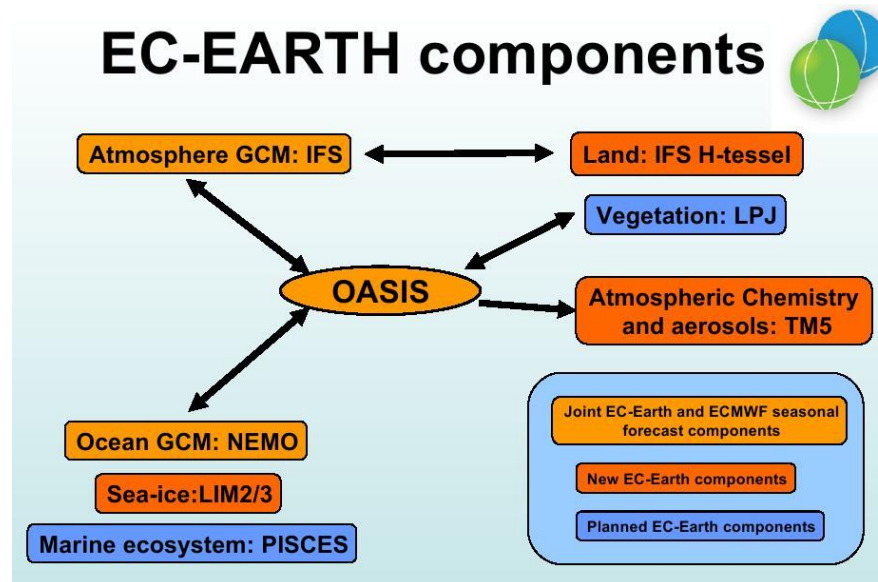 EC-EARTH components
Atmosphere GCM: IFS
Land: IFS H-tessel
Vegetation: LPJ
OASIS
Atmospheric Chemistry
and aerosols: TM5
Joint EC-Earth and ECMWF seasonal
forecast components
Ocean GCM: NEMO
New EC-Earth components
Sea-ice:LIM2/3
Planned EC-Earth components
Marine ecosystem: PISCES